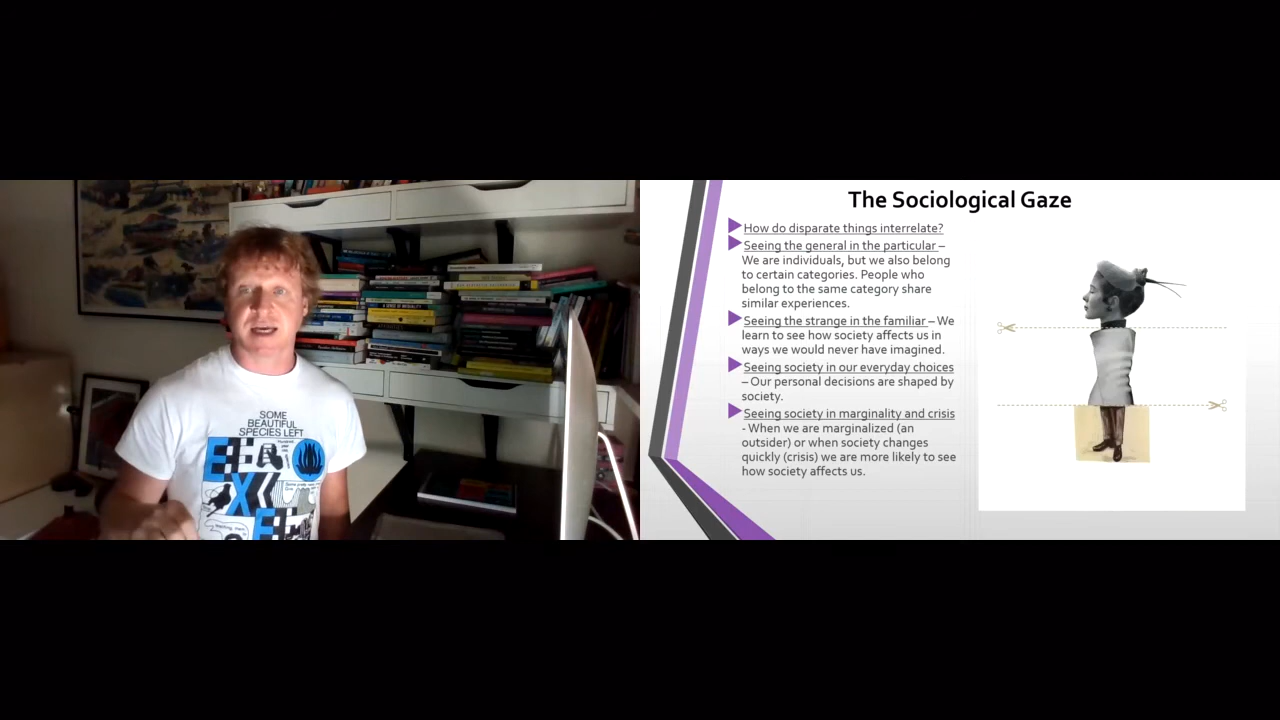 SOME
BEAUTIFUL
SPECIES LEFT
The Sociological Gaze
How do disparate things interrelate?
Seeing the general in the particular –
We are individuals, but we also belong
to certain categories. People who
belong to the same category share
similar experiences.
Seeing the strange in the familiar – We
learn to see how society affects us in
ways we would never have imagined.
Seeing society in our everyday choices
– Our personal decisions are shaped by
society.
Seeing society in marginality and crisis
- When we are marginalized (an
outsider) or when society changes
quickly (crisis) we are more likely to see
how society affects us.